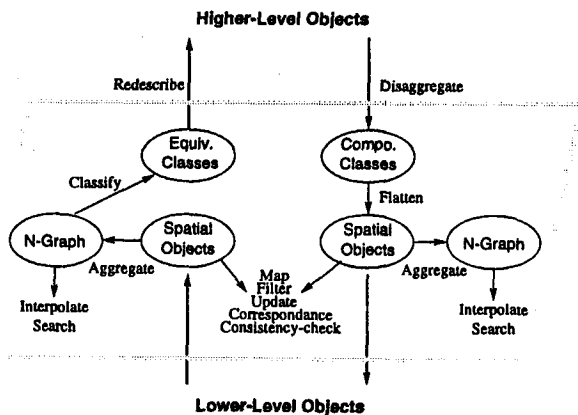 Higher-Level Objects
Redescribe
Disaggregate
Equiv.
Classes
Compo.
Classes
Classify
Flatten
N-Graph
Spatial
Objects
Spatial
Objects
N-Graph
Aggregate
Aggregate
Map
Filter
Update
Correspondance
Consistency-check
Interpolate
Search
Interpolate
Search
Lower-Level Objects